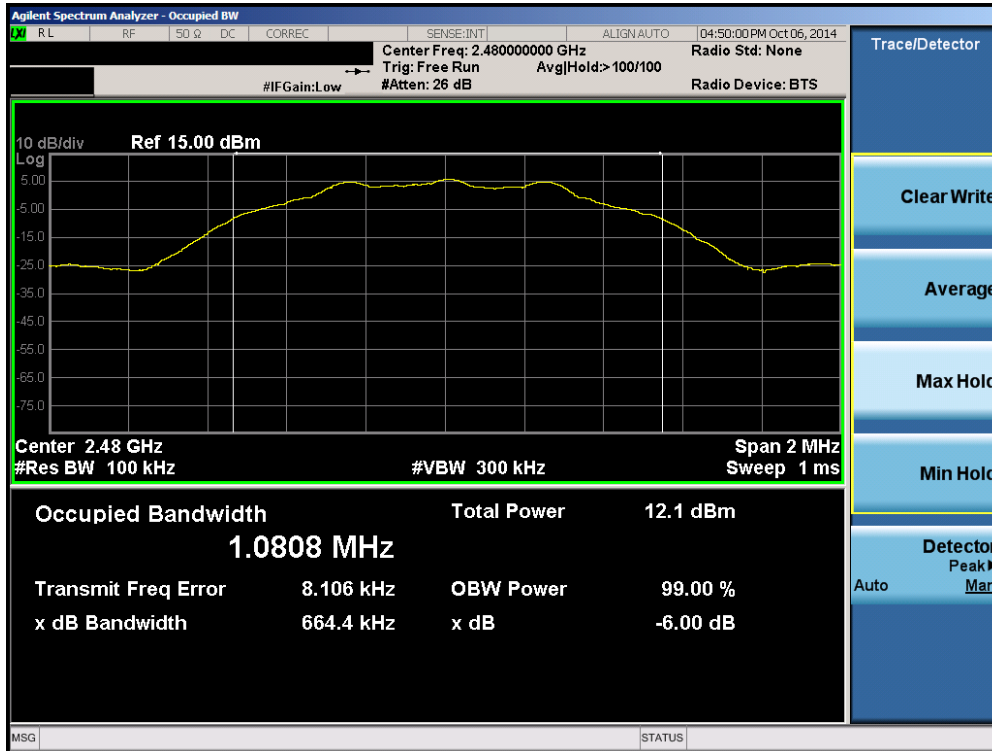 Agilent Spectrum Analyzer - Occupied BW
LXI RL RF 50 Ω DC CORREC SENSE:INT ALIGN AUTO 04:50:00 PM Oct 06, 2014
Center Freq: 2.480000000 GHz Radio Std: None
Trig: Free Run Avg|Hold:> 100/100
#IFGain:Low #Atten: 26 dB Radio Device: BTS
Trace/Detector
10 dB/div Ref 15.00 dBm
Log
5.00
-5.00
-15.0
-25.0
-35.0
-45.0
-55.0
-65.0
-75.0
Center 2.48 GHz Span 2 MHz
#Res BW 100 kHz #VBW 300 kHz Sweep 1 ms
Occupied Bandwidth Total Power 12.1 dBm
1.0808 MHz
Transmit Freq Error 8.106 kHz OBW Power 99.00 %
x dB Bandwidth 664.4 kHz x dB -6.00 dB
Clear Write
Average
Max Hold
Min Hold
Detector
Peak
Auto Man
MSG STATUS